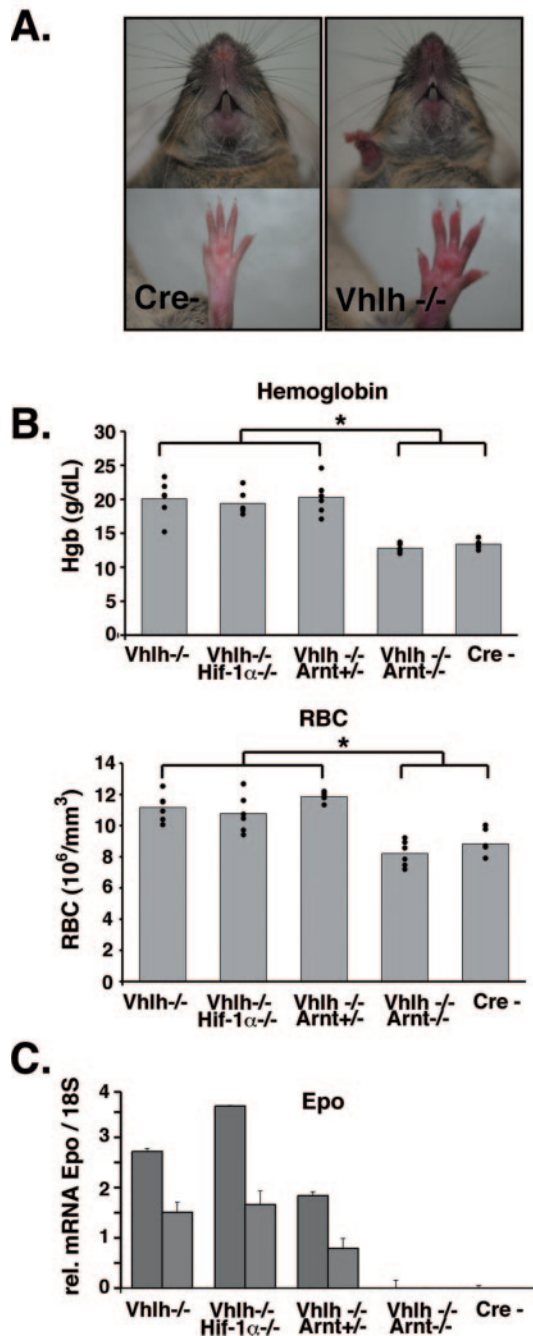 A.
Cre-
Vhlh -/-
B.
Hemoglobin
*
Hgb (g/dL)
30
25
20
15
10
5
0
Vhlh-/-
Vhlh-/-
Hif-1α-/-
Vhlh -/-
Arnt+/-
Vhlh -/-
Arnt-/-
Cre -
RBC
*
RBC (10⁶/mm³)
14
12
10
8
6
4
2
0
Vhlh-/-
Vhlh-/-
Hif-1α-/-
Vhlh -/-
Arnt+/-
Vhlh -/-
Arnt-/-
Cre -
C.
Epo
rel. mRNA Epo / 18S
4
3
2
1
0
Vhlh-/-
Vhlh-/-
Hif-1α-/-
Vhlh -/-
Arnt+/-
Vhlh -/-
Arnt-/-
Cre -